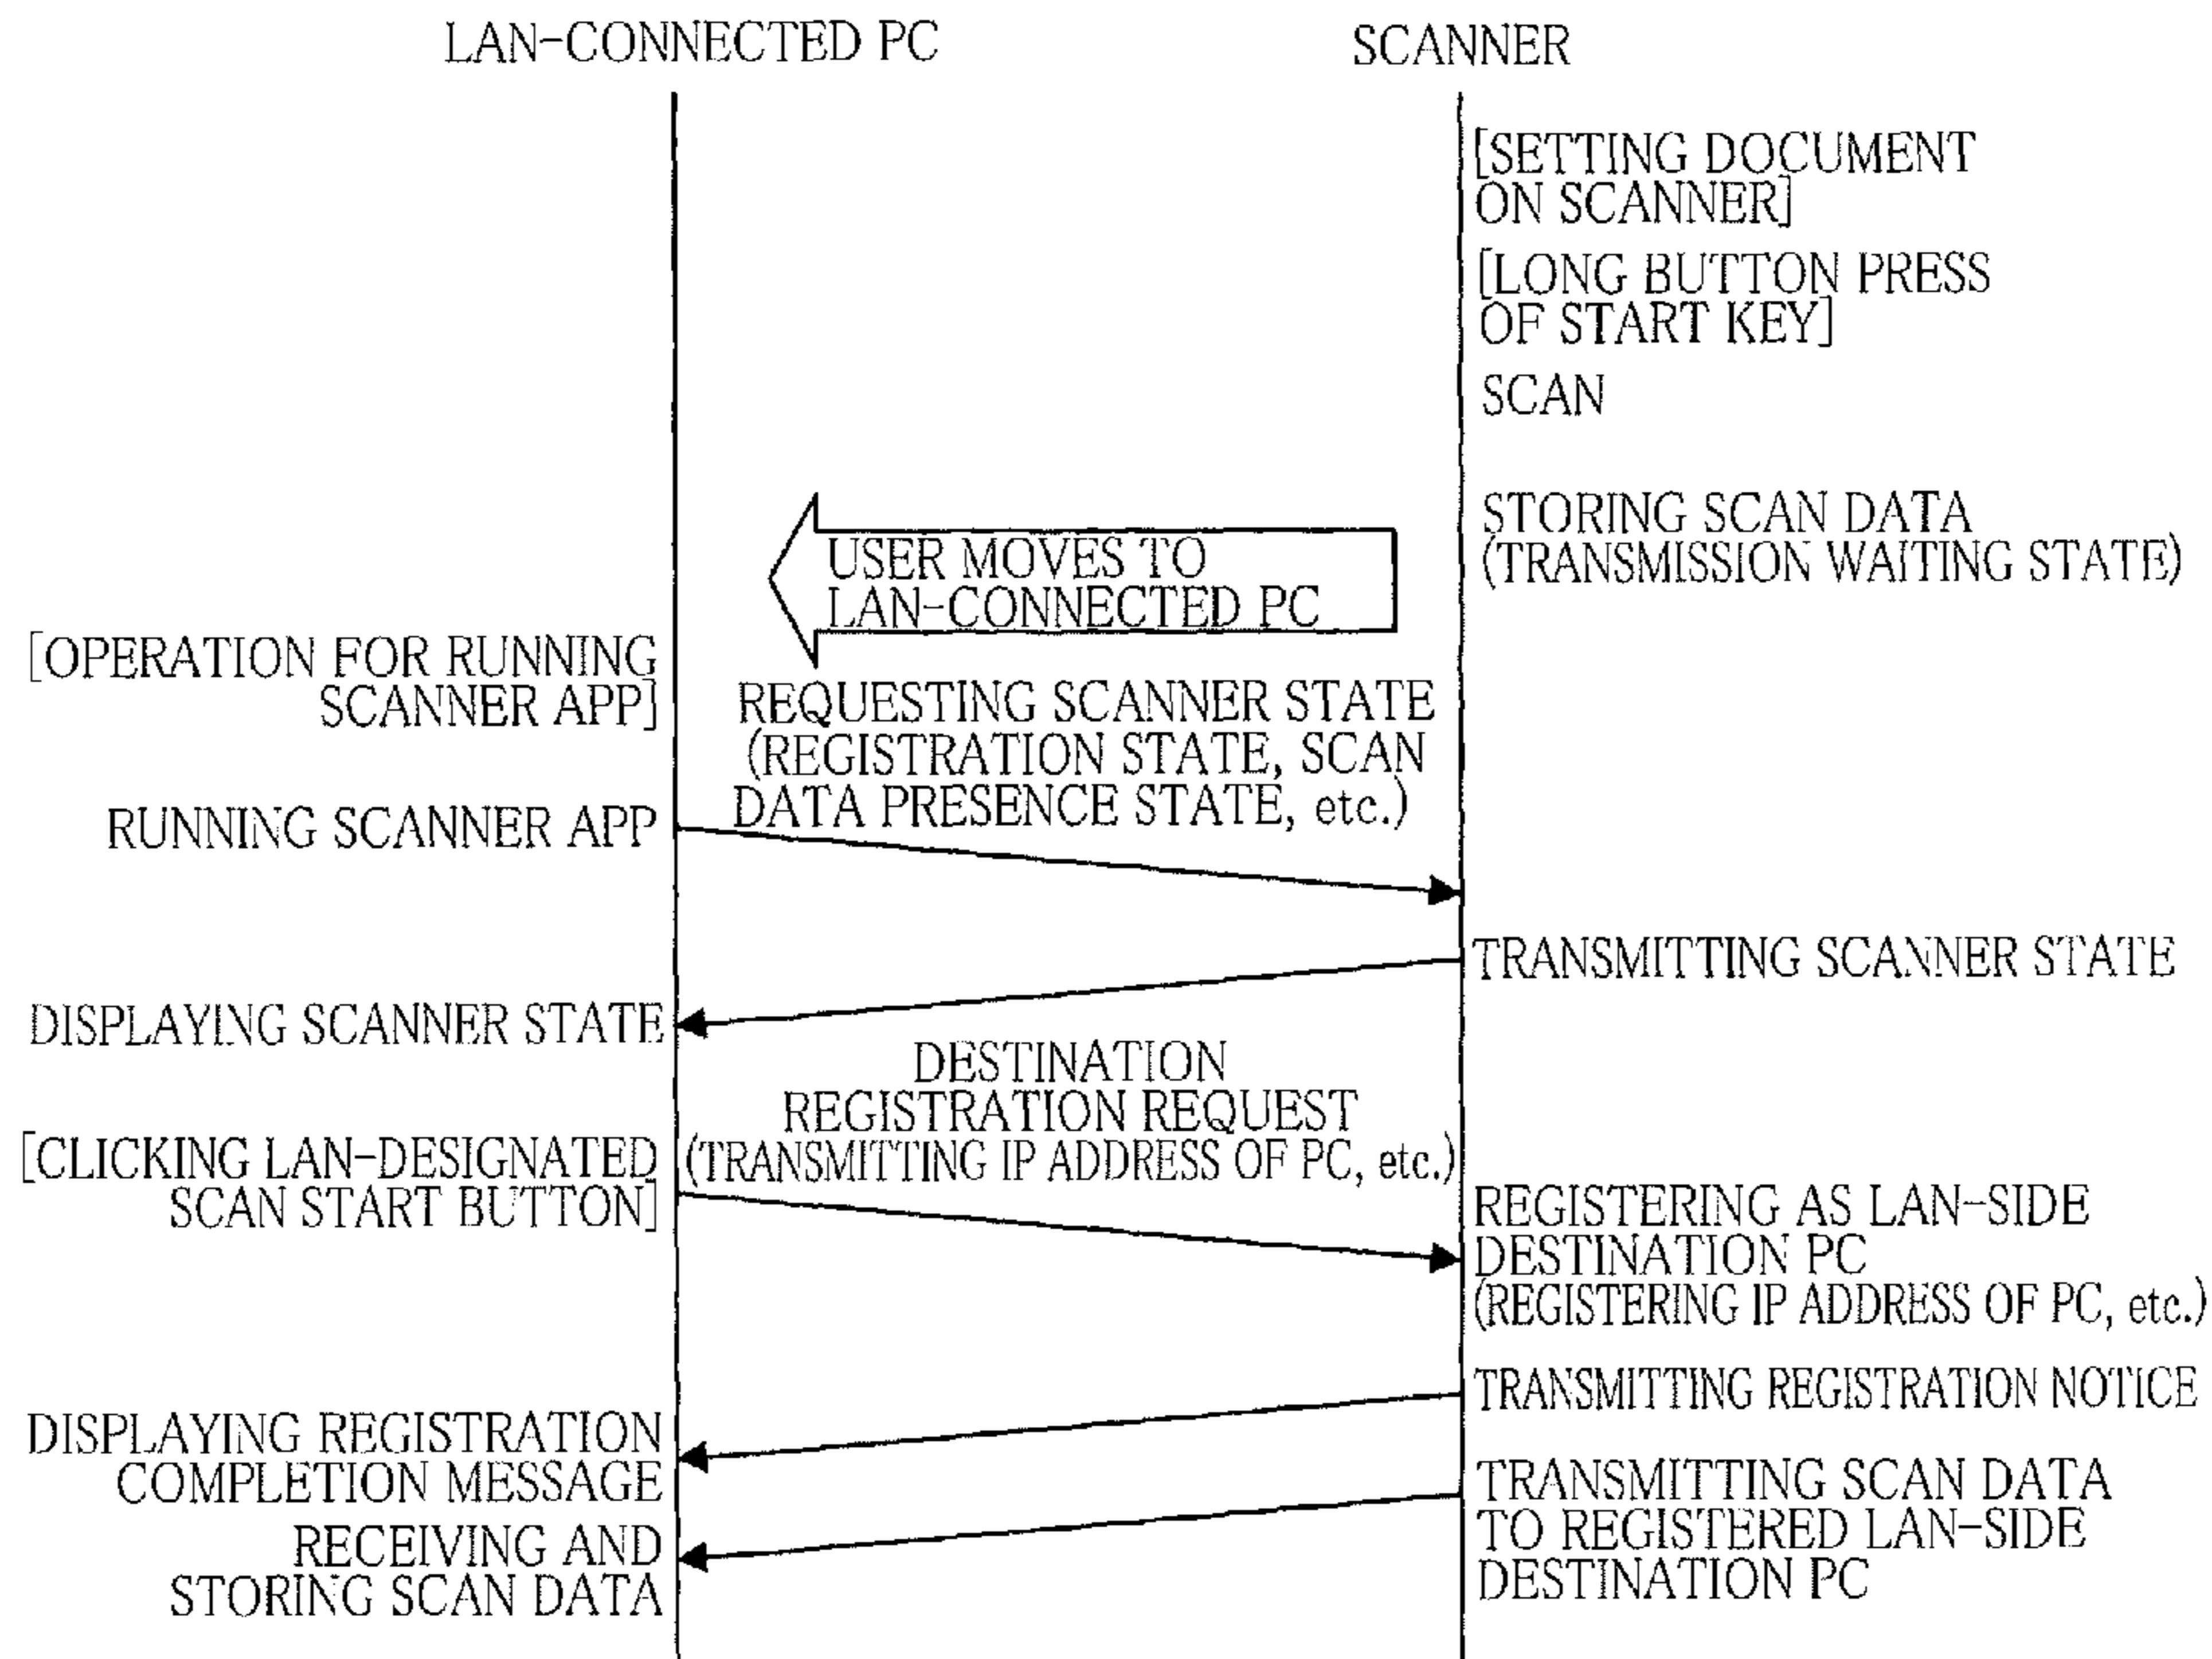 LAN-CONNECTED PC
SCANNER
[SETTING DOCUMENT
ON SCANNER]
[LONG BUTTON PRESS
OF START KEY]
SCAN
STORING SCAN DATA
(TRANSMISSION WAITING STATE)
USER MOVES TO
LAN-CONNECTED PC
[OPERATION FOR RUNNING
SCANNER APP]
REQUESTING SCANNER STATE
(REGISTRATION STATE, SCAN
DATA PRESENCE STATE, etc.)
RUNNING SCANNER APP
TRANSMITTING SCANNER STATE
DISPLAYING SCANNER STATE
DESTINATION
REGISTRATION REQUEST
(TRANSMITTING IP ADDRESS OF PC, etc.)
[CLICKING LAN-DESIGNATED
SCAN START BUTTON]
REGISTERING AS LAN-SIDE
DESTINATION PC
(REGISTERING IP ADDRESS OF PC, etc.)
TRANSMITTING REGISTRATION NOTICE
DISPLAYING REGISTRATION
COMPLETION MESSAGE
TRANSMITTING SCAN DATA
TO REGISTERED LAN-SIDE
DESTINATION PC
RECEIVING AND
STORING SCAN DATA